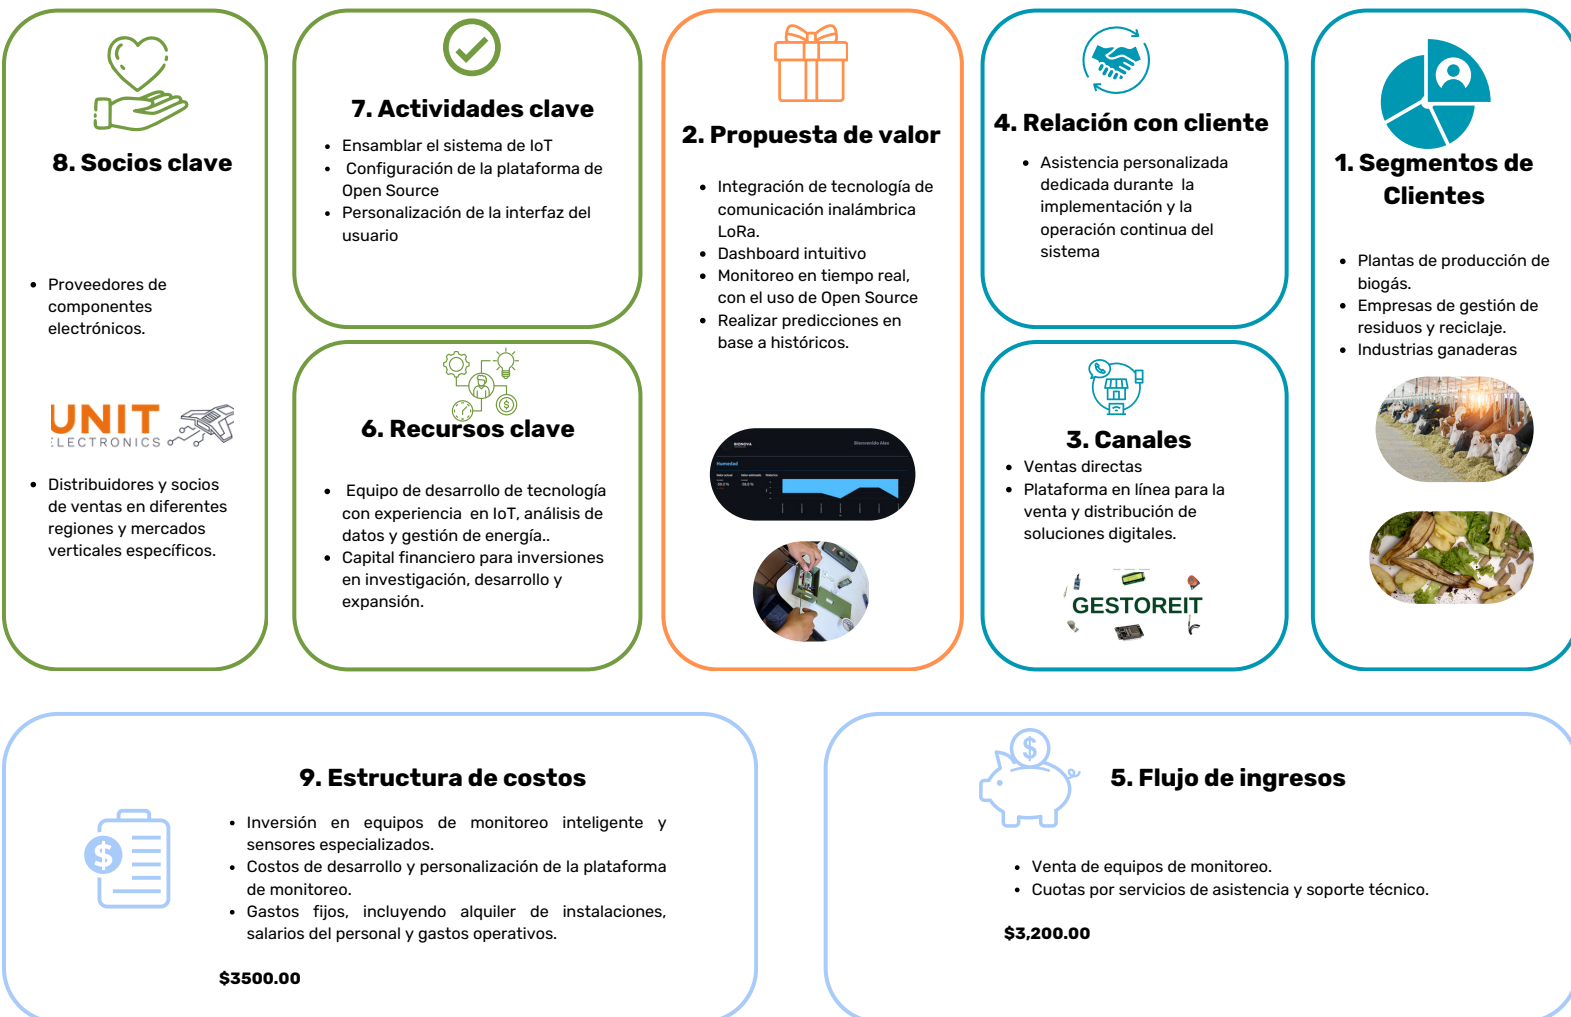 8. Socios clave
Proveedores de
componentes
electrónicos.
UNIT
ELECTRONICS
Distribuidores y socios
de ventas en diferentes
regiones y mercados
verticales específicos.
7. Actividades clave
Ensamblar el sistema de IoT
Configuración de la plataforma de
Open Source
Personalización de la interfaz del
usuario
6. Recursos clave
Equipo de desarrollo de tecnología
con experiencia en IoT, análisis de
datos y gestión de energía..
Capital financiero para inversiones
en investigación, desarrollo y
expansión.
2. Propuesta de valor
Integración de tecnología de
comunicación inalámbrica
LoRa.
Dashboard intuitivo
Monitoreo en tiempo real,
con el uso de Open Source
Realizar predicciones en
base a históricos.
BIONOVA
Bienvenido Alex
Humedad
4. Relación con cliente
Asistencia personalizada
dedicada durante la
implementación y la
operación continua del
sistema
3. Canales
Ventas directas
Plataforma en línea para la
venta y distribución de
soluciones digitales.
GESTOREIT
1. Segmentos de
Clientes
Plantas de producción de
biogás.
Empresas de gestión de
residuos y reciclaje.
Industrias ganaderas
9. Estructura de costos
Inversión en equipos de monitoreo inteligente y
sensores especializados.
Costos de desarrollo y personalización de la plataforma
de monitoreo.
Gastos fijos, incluyendo alquiler de instalaciones,
salarios del personal y gastos operativos.
$3500.00
5. Flujo de ingresos
Venta de equipos de monitoreo.
Cuotas por servicios de asistencia y soporte técnico.
$3,200.00